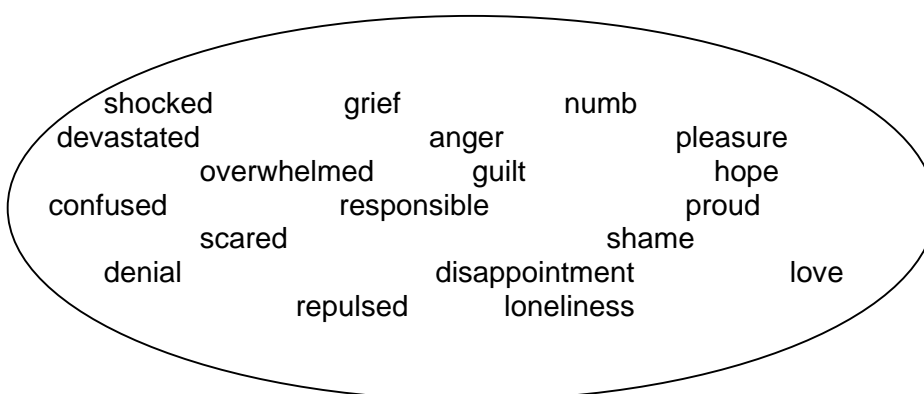 shocked grief numb
devastated anger pleasure
overwhelmed guilt hope
confused responsible proud
scared shame
denial disappointment love
repulsed loneliness